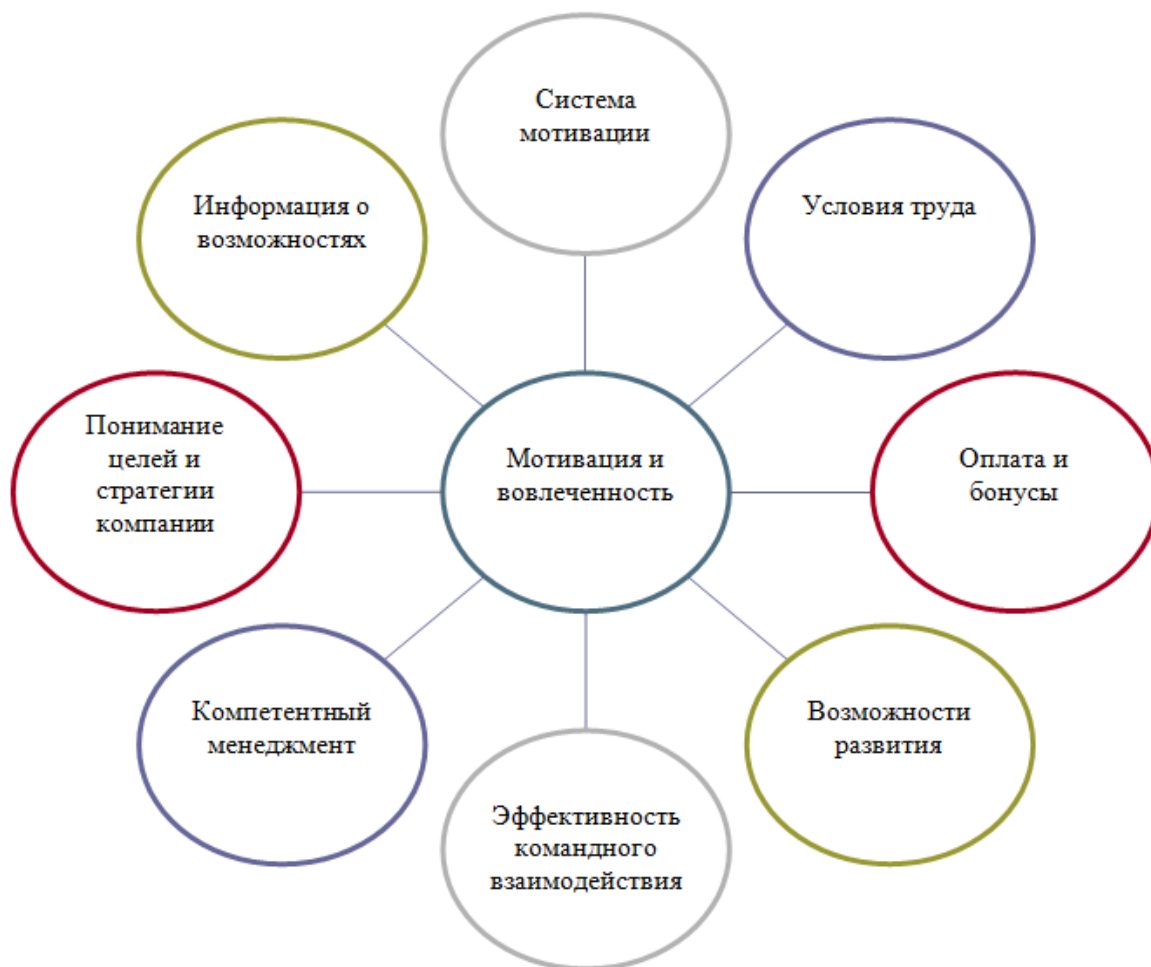 Система
мотивации
Информация о
возможностях
Условия труда
Понимание
целей и
стратегии
компании
Мотивация и
вовлеченность
Оплата и
бонусы
Компетентный
менеджмент
Возможности
развития
Эффективность
командного
взаимодействия